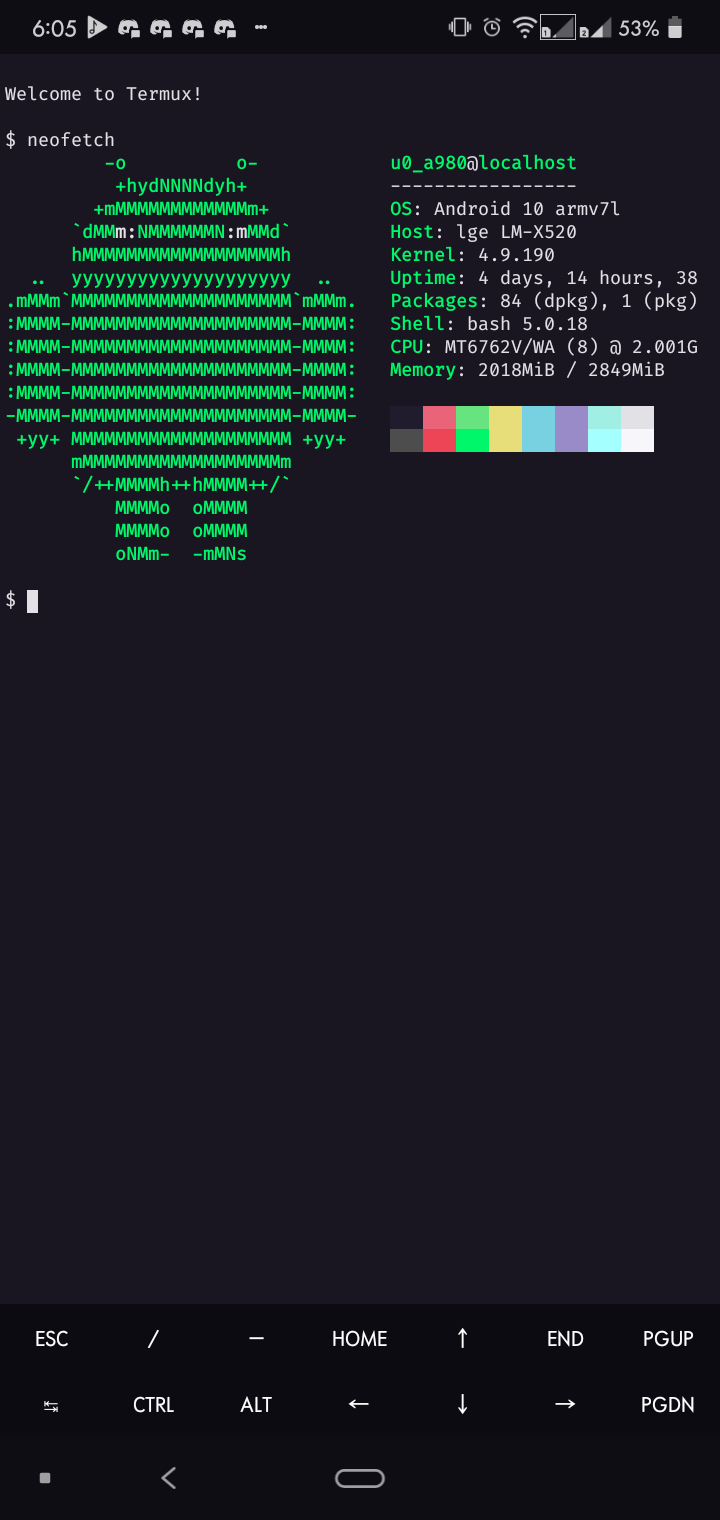 6:05 53%
Welcome to Termux!
$ neofetch
         -o          o-
          +hydNNNNdyh+
        +mMMMMMMMMMMMMm+
      `dMMm:NMMMMMMN:mMMd`
      hMMMMMMMMMMMMMMMMMMh
  ..  yyyyyyyyyyyyyyyyyyyy  ..
.mMMm`MMMMMMMMMMMMMMMMMMMM`mMMm.
:MMMM-MMMMMMMMMMMMMMMMMMMM-MMMM:
:MMMM-MMMMMMMMMMMMMMMMMMMM-MMMM:
:MMMM-MMMMMMMMMMMMMMMMMMMM-MMMM:
:MMMM-MMMMMMMMMMMMMMMMMMMM-MMMM:
-MMMM-MMMMMMMMMMMMMMMMMMMM-MMMM-
 +yy+ MMMMMMMMMMMMMMMMMMMM +yy+
      mMMMMMMMMMMMMMMMMMMm
      `/++MMMMh++hMMMM++/`
          MMMMo  oMMMM
          MMMMo  oMMMM
          oNMm-  -mMNs
u0_a980@localhost
-----------------
OS: Android 10 armv7l
Host: lge LM-X520
Kernel: 4.9.190
Uptime: 4 days, 14 hours, 38
Packages: 84 (dpkg), 1 (pkg)
Shell: bash 5.0.18
CPU: MT6762V/WA (8) @ 2.001G
Memory: 2018MiB / 2849MiB
$
ESC / — HOME ↑ END PGUP
↹ CTRL ALT ← ↓ → PGDN